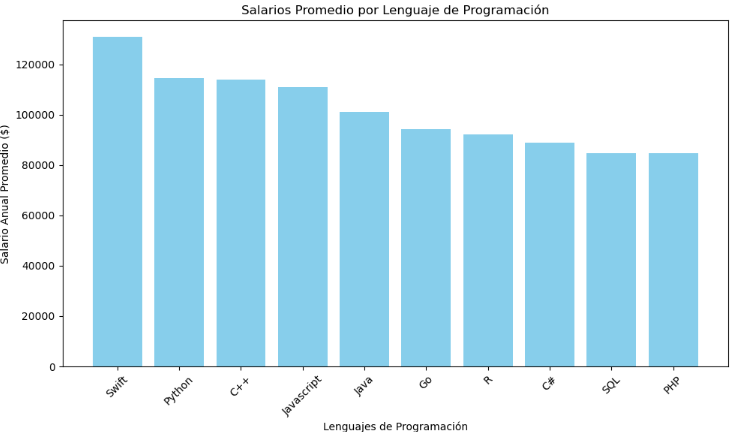 Salarios Promedio por Lenguaje de Programación
Salario Anual Promedio ($)
120000
100000
80000
60000
40000
20000
0
Swift
Python
C++
Javascript
Java
Go
R
C#
SQL
PHP
Lenguajes de Programación